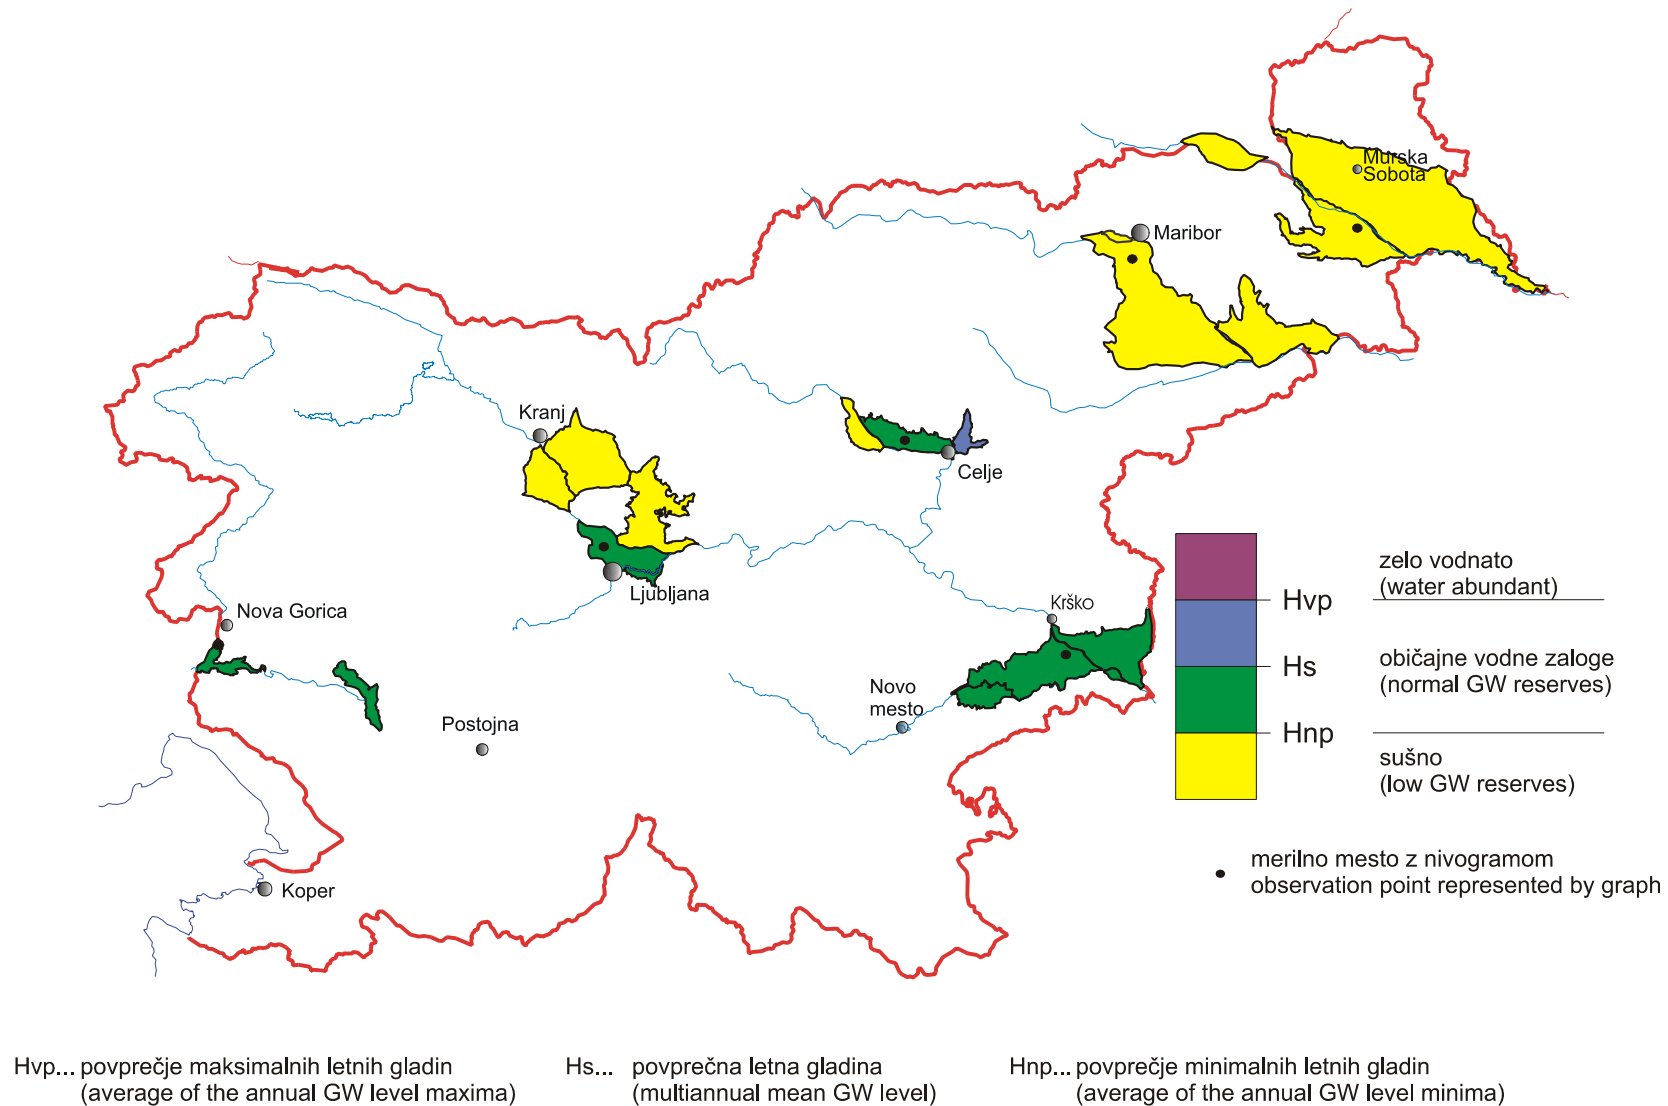 Murska
Sobota
Maribor
Kranj
Celje
Ljubljana
Nova Gorica
Krško
Novo
mesto
Postojna
Koper
zelo vodnato
(water abundant)
Hvp
Hs
običajne vodne zaloge
(normal GW reserves)
Hnp
sušno
(low GW reserves)
merilno mesto z nivogramom
observation point represented by graph
Hvp... povprečje maksimalnih letnih gladin
(average of the annual GW level maxima)
Hs... povprečna letna gladina
(multiannual mean GW level)
Hnp... povprečje minimalnih letnih gladin
(average of the annual GW level minima)